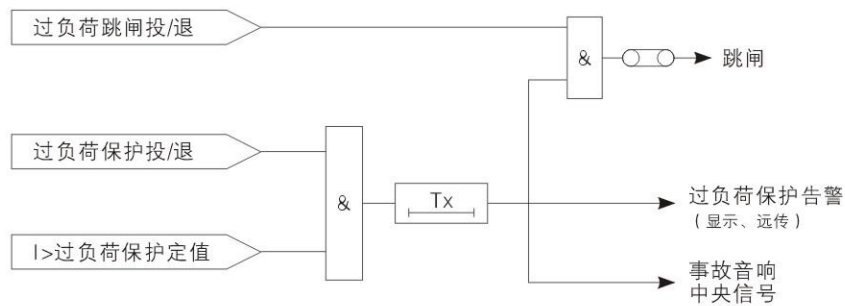 过负荷跳闸投/退
&
跳闸
过负荷保护投/退
&
Tx
过负荷保护告警
(显示、远传)
I>过负荷保护定值
事故音响
中央信号